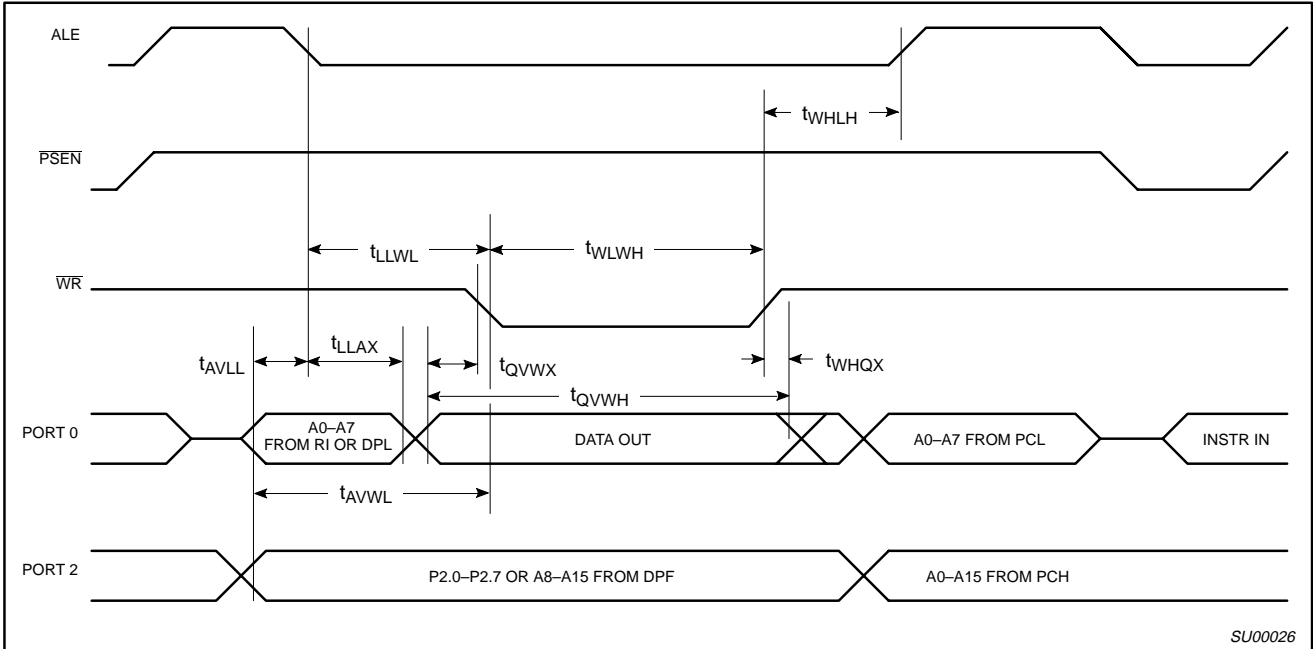 ALE
tWHLH
PSEN
tLLWL
tWLWH
WR
tAVLL
tLLAX
tQVWX
tWHQX
tQVWH
PORT 0
A0–A7
FROM RI OR DPL
DATA OUT
A0–A7 FROM PCL
INSTR IN
tAVWL
PORT 2
P2.0–P2.7 OR A8–A15 FROM DPF
A0–A15 FROM PCH
SU00026